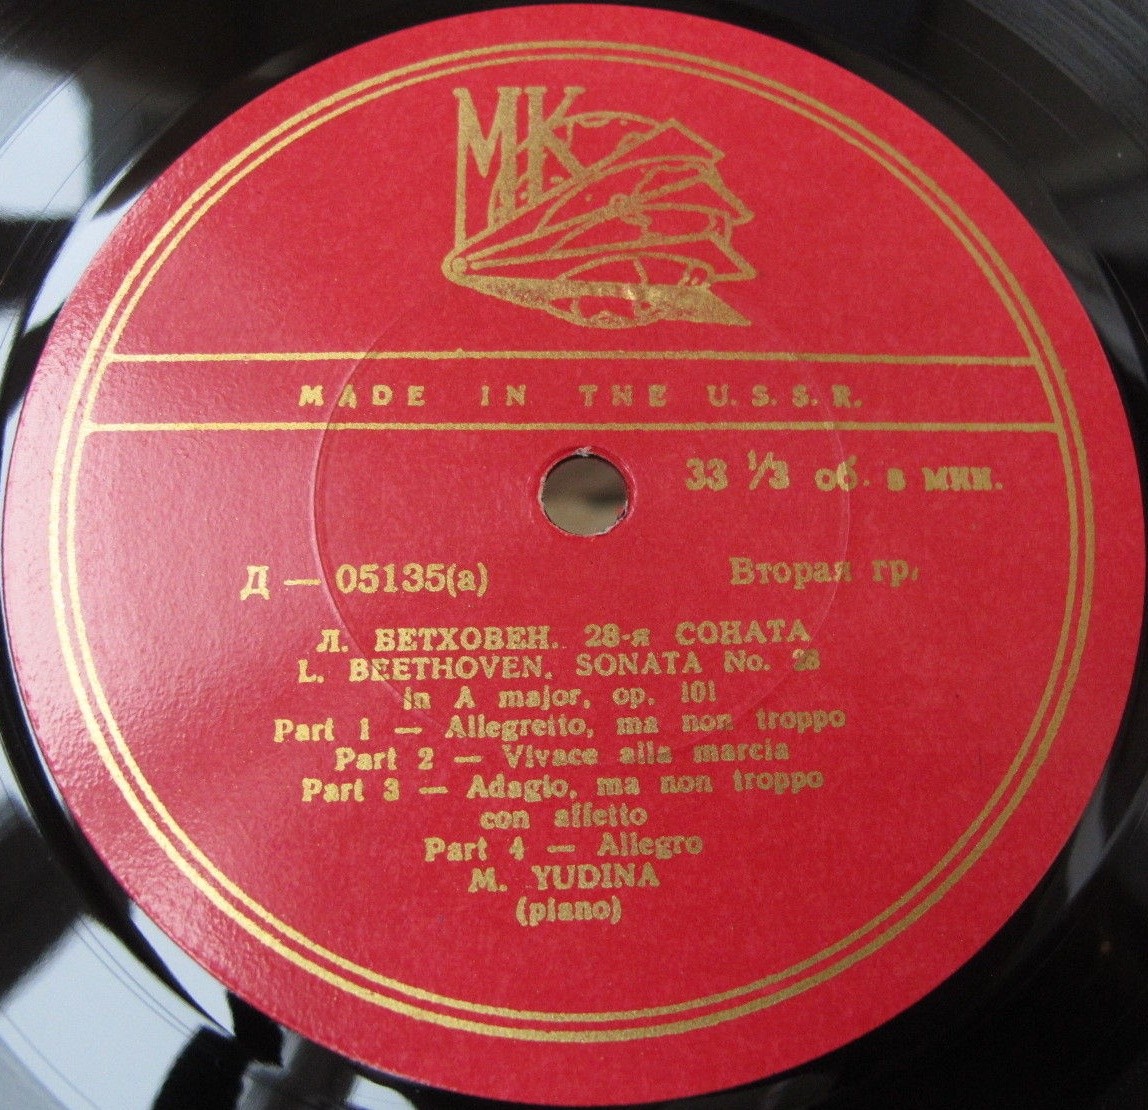 МК
MADE IN THE U.S.S.R.
33 ⅓ об. в мин.
Д — 05135(а)
Вторая гр.
Л. БЕТХОВЕН. 28-я СОНАТА
L. BEETHOVEN. SONATA No. 28
in A major, op. 101
Part 1 — Allegretto, ma non troppo
Part 2 — Vivace alla marcia
Part 3 — Adagio, ma non troppo
con affetto
Part 4 — Allegro
M. YUDINA
(piano)